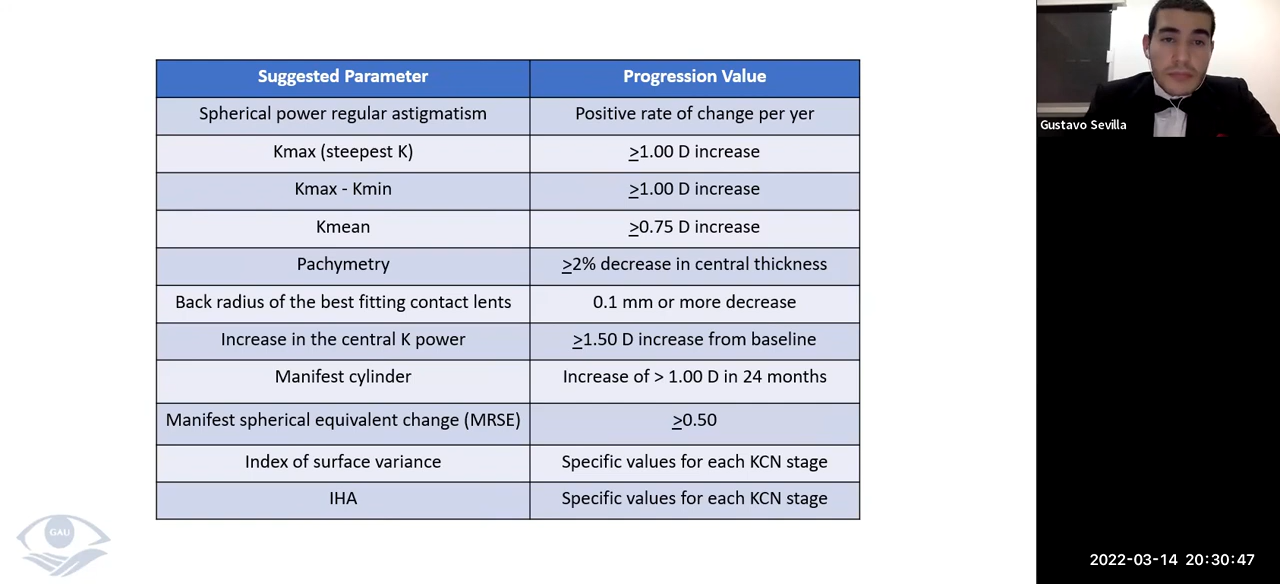 Suggested Parameter Progression Value
Spherical power regular astigmatism Positive rate of change per yer
Kmax (steepest K) ≥1.00 D increase
Kmax - Kmin ≥1.00 D increase
Kmean ≥0.75 D increase
Pachymetry ≥2% decrease in central thickness
Back radius of the best fitting contact lents 0.1 mm or more decrease
Increase in the central K power ≥1.50 D increase from baseline
Manifest cylinder Increase of > 1.00 D in 24 months
Manifest spherical equivalent change (MRSE) ≥0.50
Index of surface variance Specific values for each KCN stage
IHA Specific values for each KCN stage
GAU
Gustavo Sevilla
2022-03-14 20:30:47